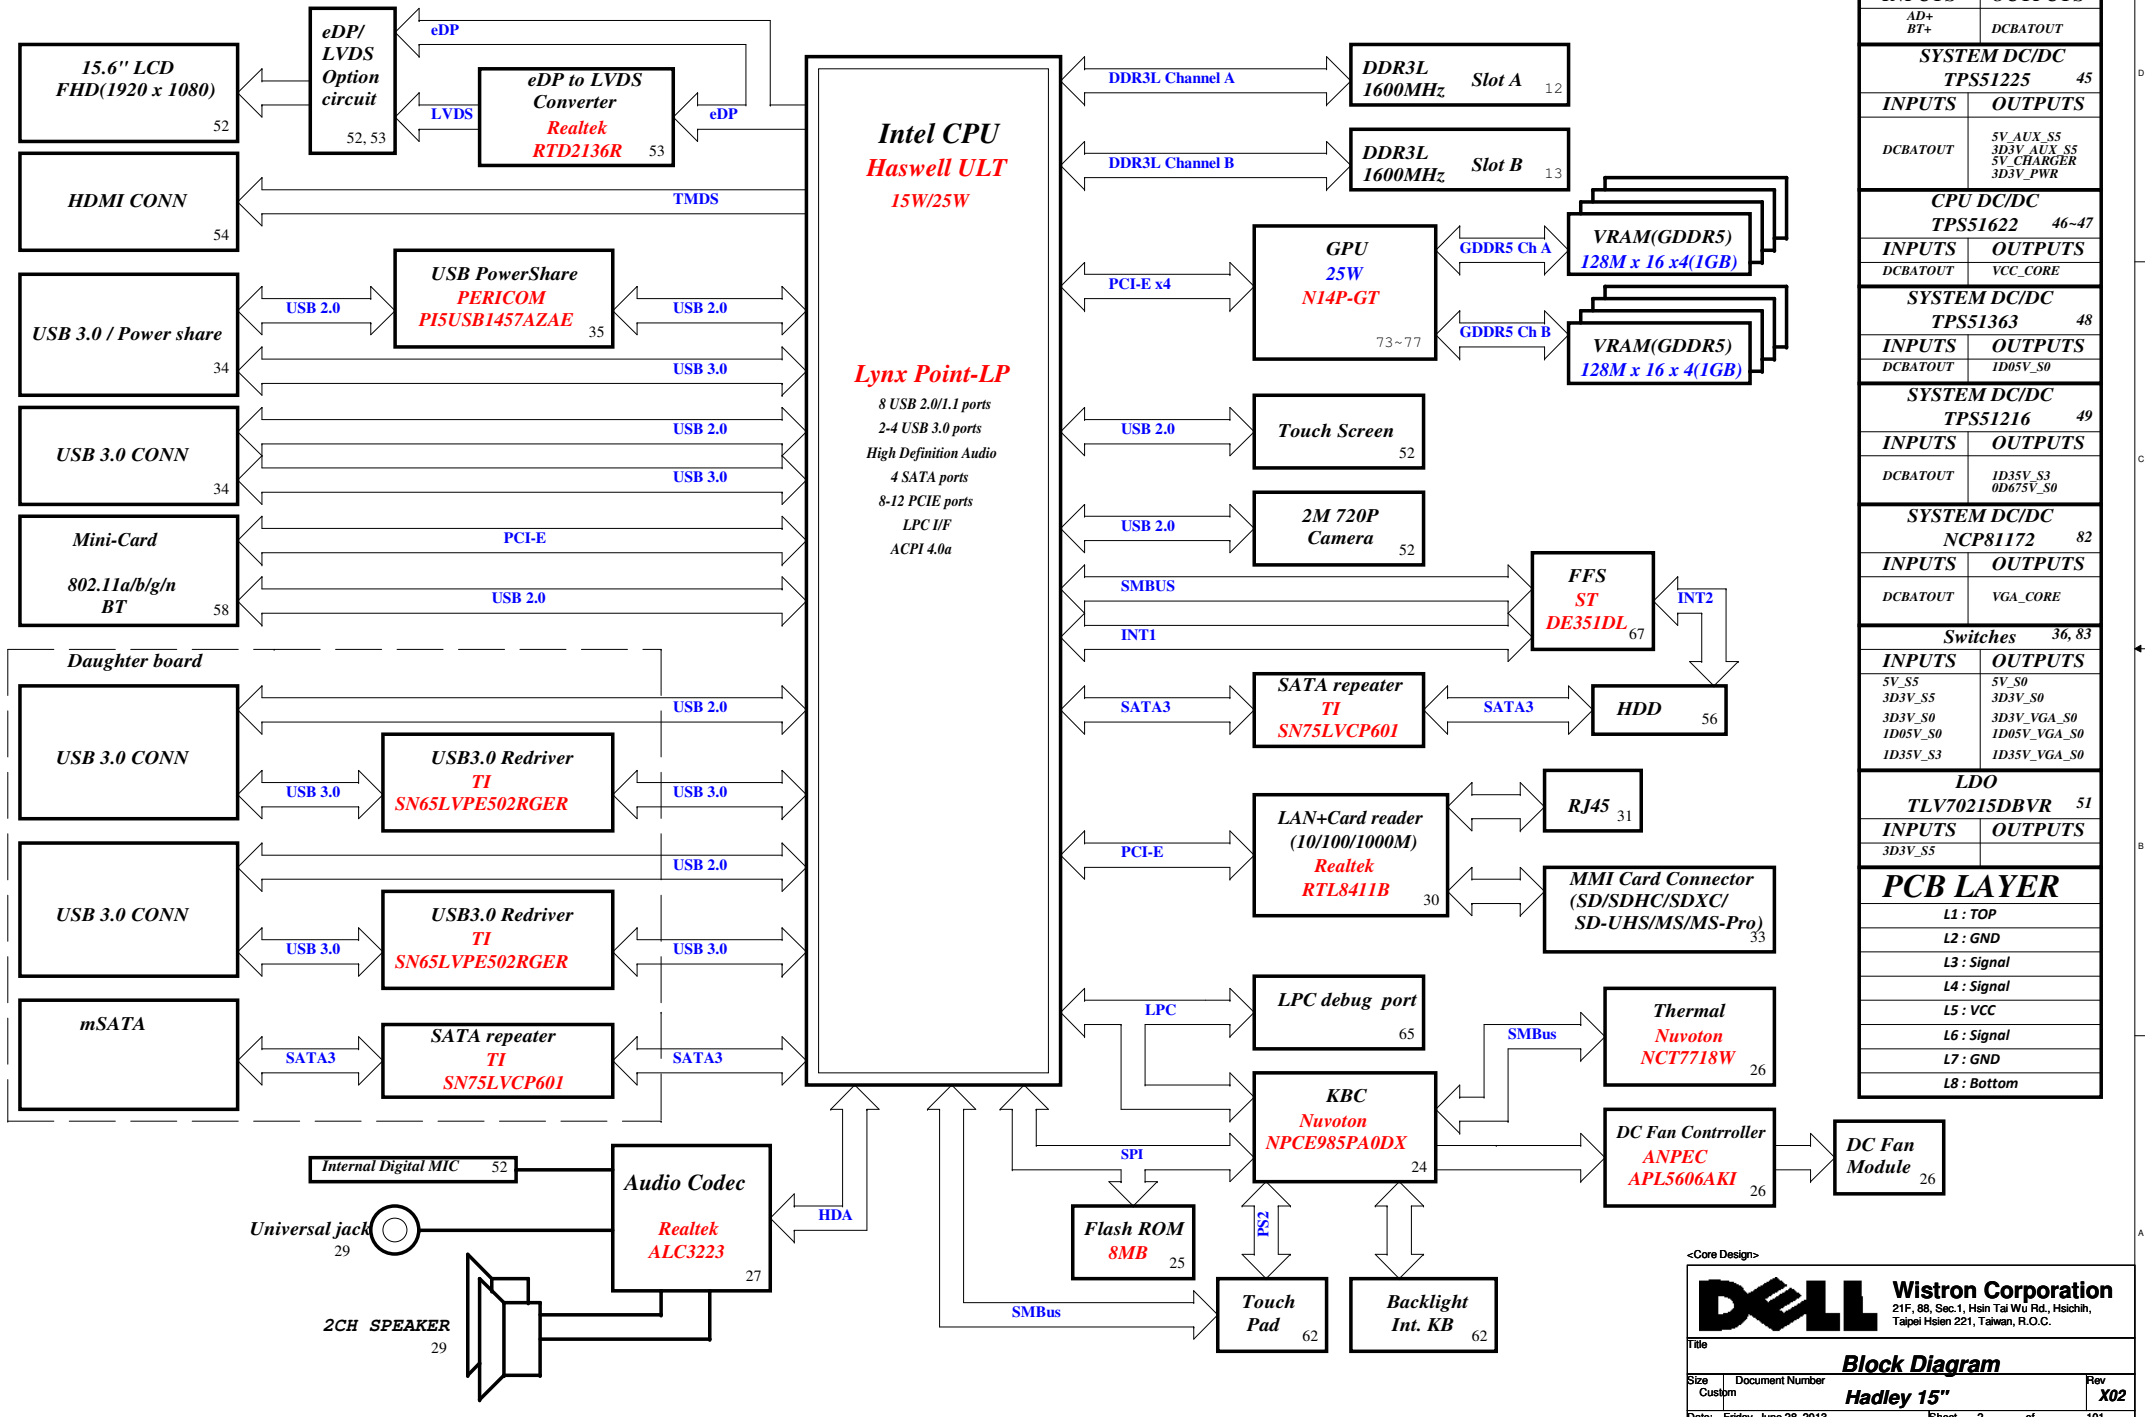 15.6" LCD
FHD(1920 x 1080)
52
eDP/
LVDS
Option
circuit
52, 53
eDP
LVDS
eDP to LVDS
Converter
Realtek
RTD2136R
53
eDP
HDMI CONN
54
TMDS
USB 3.0 / Power share
34
USB 2.0
USB PowerShare
PERICOM
PI5USB1457AZAE
35
USB 2.0
USB 3.0
USB 3.0 CONN
34
USB 2.0
USB 3.0
Mini-Card
802.11a/b/g/n
BT
58
PCI-E
USB 2.0
Daughter board
USB 3.0 CONN
USB 2.0
USB 3.0
USB3.0 Redriver
TI
SN65LVPE502RGER
USB 3.0
USB 3.0 CONN
USB 2.0
USB 3.0
USB3.0 Redriver
TI
SN65LVPE502RGER
USB 3.0
mSATA
SATA3
SATA repeater
TI
SN75LVCP601
SATA3
Internal Digital MIC 52
Universal jack
29
2CH SPEAKER
29
Audio Codec
Realtek
ALC3223
27
HDA
Intel CPU
Haswell ULT
15W/25W
Lynx Point-LP
8 USB 2.0/1.1 ports
2-4 USB 3.0 ports
High Definition Audio
4 SATA ports
8-12 PCIE ports
LPC I/F
ACPI 4.0a
DDR3L Channel A
DDR3L
1600MHz Slot A 12
DDR3L Channel B
DDR3L
1600MHz Slot B 13
PCI-E x4
GPU
25W
N14P-GT
73~77
GDDR5 Ch A
VRAM(GDDR5)
128M x 16 x4(1GB)
GDDR5 Ch B
VRAM(GDDR5)
128M x 16 x 4(1GB)
USB 2.0
Touch Screen
52
USB 2.0
2M 720P
Camera
52
SMBUS
INT1
FFS
ST
DE351DL
67
INT2
SATA3
SATA repeater
TI
SN75LVCP601
SATA3
HDD
56
PCI-E
LAN+Card reader
(10/100/1000M)
Realtek
RTL8411B
30
RJ45
31
MMI Card Connector
(SD/SDHC/SDXC/
SD-UHS/MS/MS-Pro)
33
LPC
LPC debug port
65
KBC
Nuvoton
NPCE985PA0DX
24
SMBus
Thermal
Nuvoton
NCT7718W
26
DC Fan Contrroller
ANPEC
APL5606AKI
26
DC Fan
Module
26
SPI
Flash ROM
8MB
25
PS2
SMBus
Touch
Pad
62
Backlight
Int. KB
62
INPUTS OUTPUTS
AD+
BT+
DCBATOUT
SYSTEM DC/DC
TPS51225 45
INPUTS OUTPUTS
DCBATOUT
5V_AUX_S5
3D3V_AUX_S5
5V_CHARGER
3D3V_PWR
CPU DC/DC
TPS51622 46~47
INPUTS OUTPUTS
DCBATOUT VCC_CORE
SYSTEM DC/DC
TPS51363 48
INPUTS OUTPUTS
DCBATOUT 1D05V_S0
SYSTEM DC/DC
TPS51216 49
INPUTS OUTPUTS
DCBATOUT
1D35V_S3
0D675V_S0
SYSTEM DC/DC
NCP81172 82
INPUTS OUTPUTS
DCBATOUT VGA_CORE
Switches 36, 83
INPUTS OUTPUTS
5V_S5 5V_S0
3D3V_S5 3D3V_S0
3D3V_S0 3D3V_VGA_S0
1D05V_S0 1D05V_VGA_S0
1D35V_S3 1D35V_VGA_S0
LDO
TLV70215DBVR 51
INPUTS OUTPUTS
3D3V_S5
PCB LAYER
L1 : TOP
L2 : GND
L3 : Signal
L4 : Signal
L5 : VCC
L6 : Signal
L7 : GND
L8 : Bottom
D
C
B
A
<Core Design>
DELL
Wistron Corporation
21F, 88, Sec.1, Hsin Tai Wu Rd., Hsichih,
Taipei Hsien 221, Taiwan, R.O.C.
Title
Block Diagram
Size
Custom
Document Number
Hadley 15"
Rev
X02
Date: Friday, June 28, 2013 Sheet 2 of 101